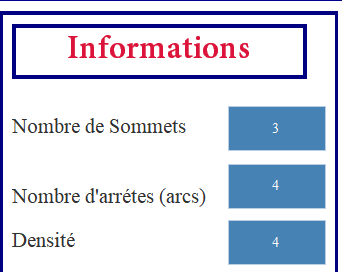 Informations
Nombre de Sommets 3
Nombre d'arrétes (arcs) 4
Densité 4